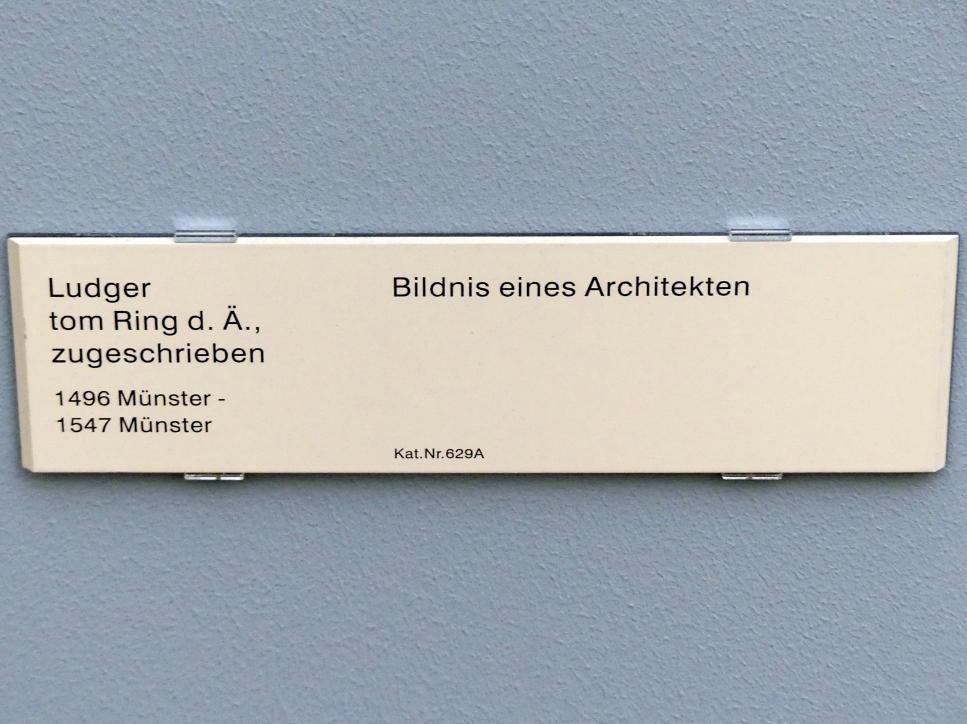 Ludger
tom Ring d. Ä.,
zugeschrieben
1496 Münster -
1547 Münster
Bildnis eines Architekten
Kat.Nr.629A